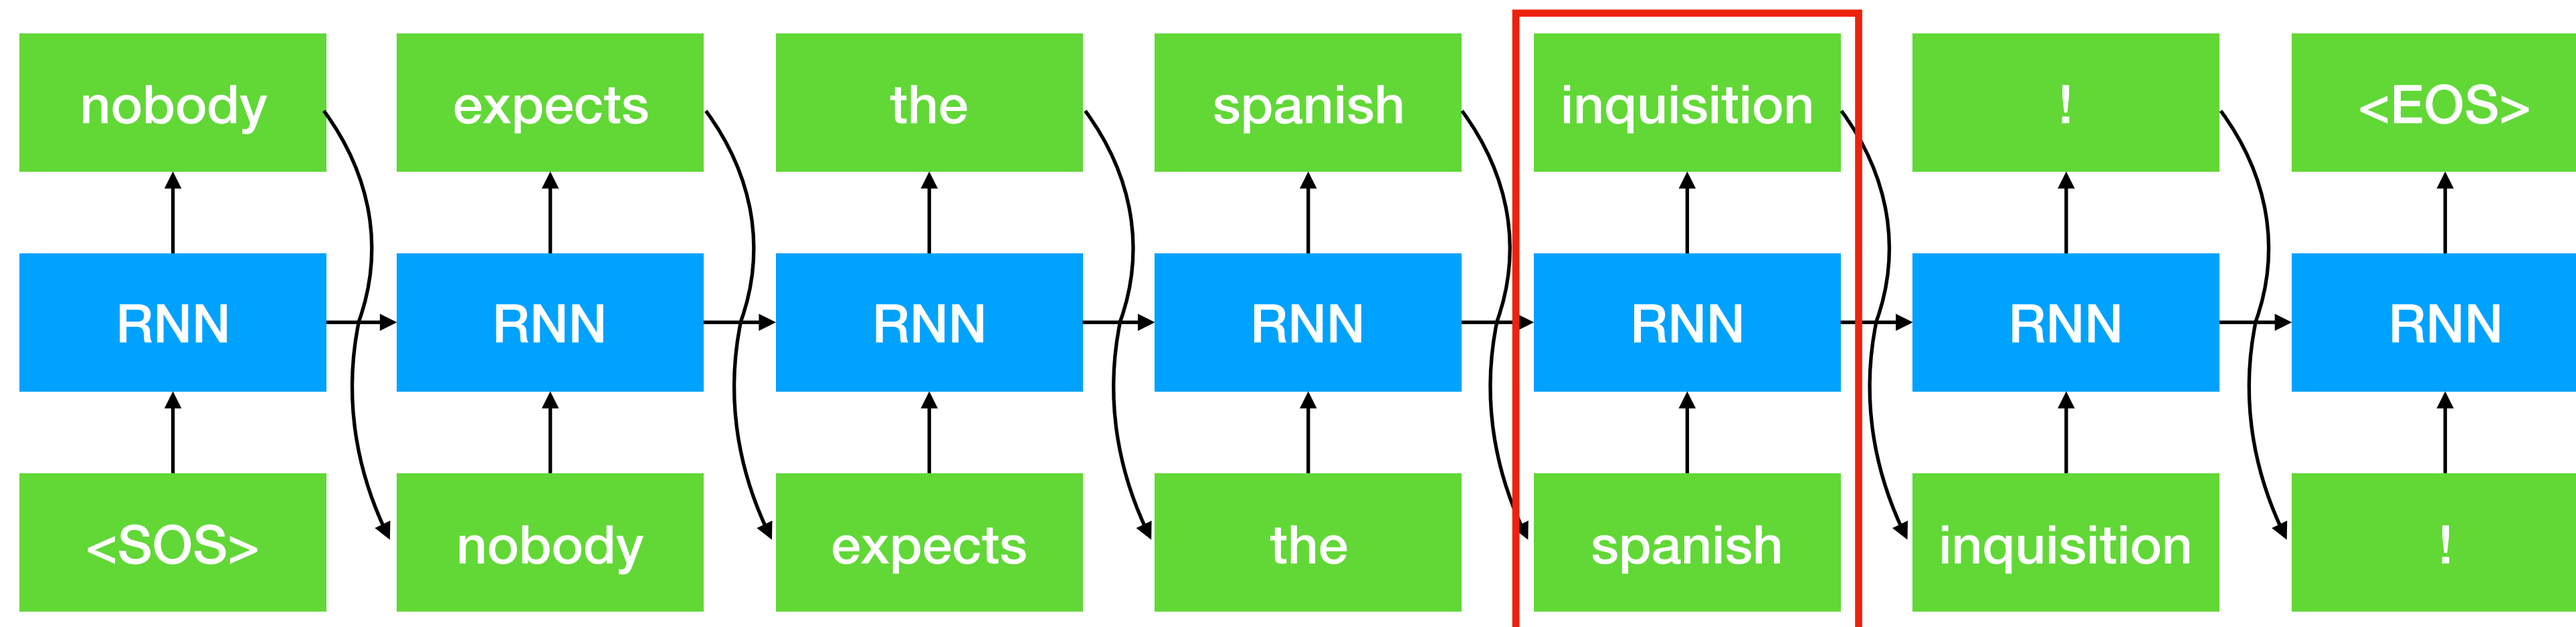 nobody expects the spanish inquisition ! <EOS>
RNN RNN RNN RNN RNN RNN RNN
<SOS> nobody expects the spanish inquisition !